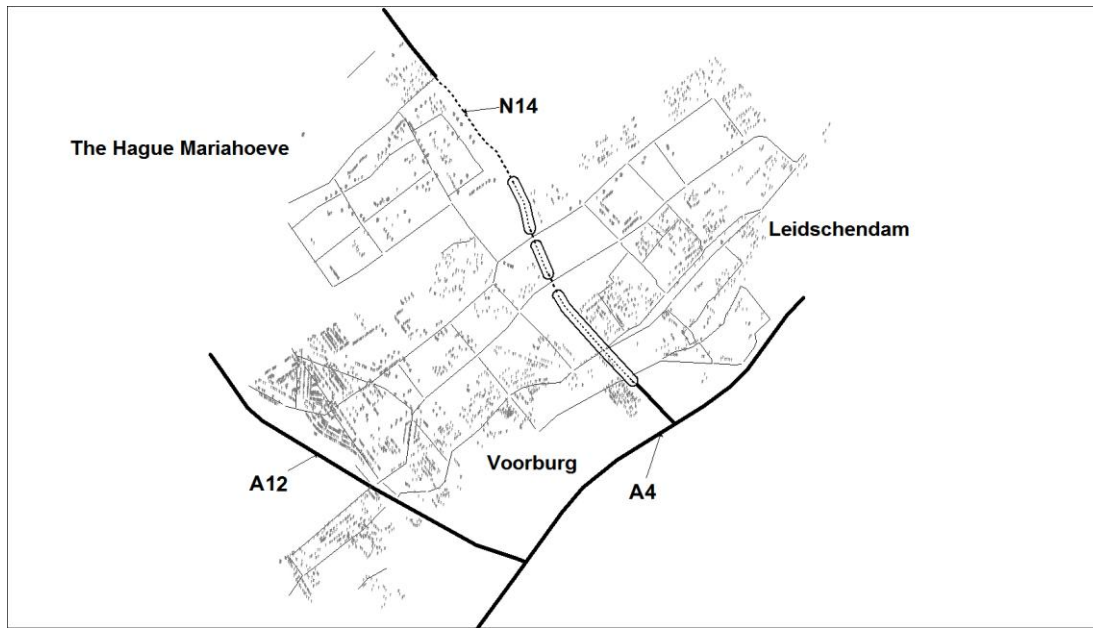 N14
The Hague Mariahoeve
Leidschendam
Voorburg
A12
A4